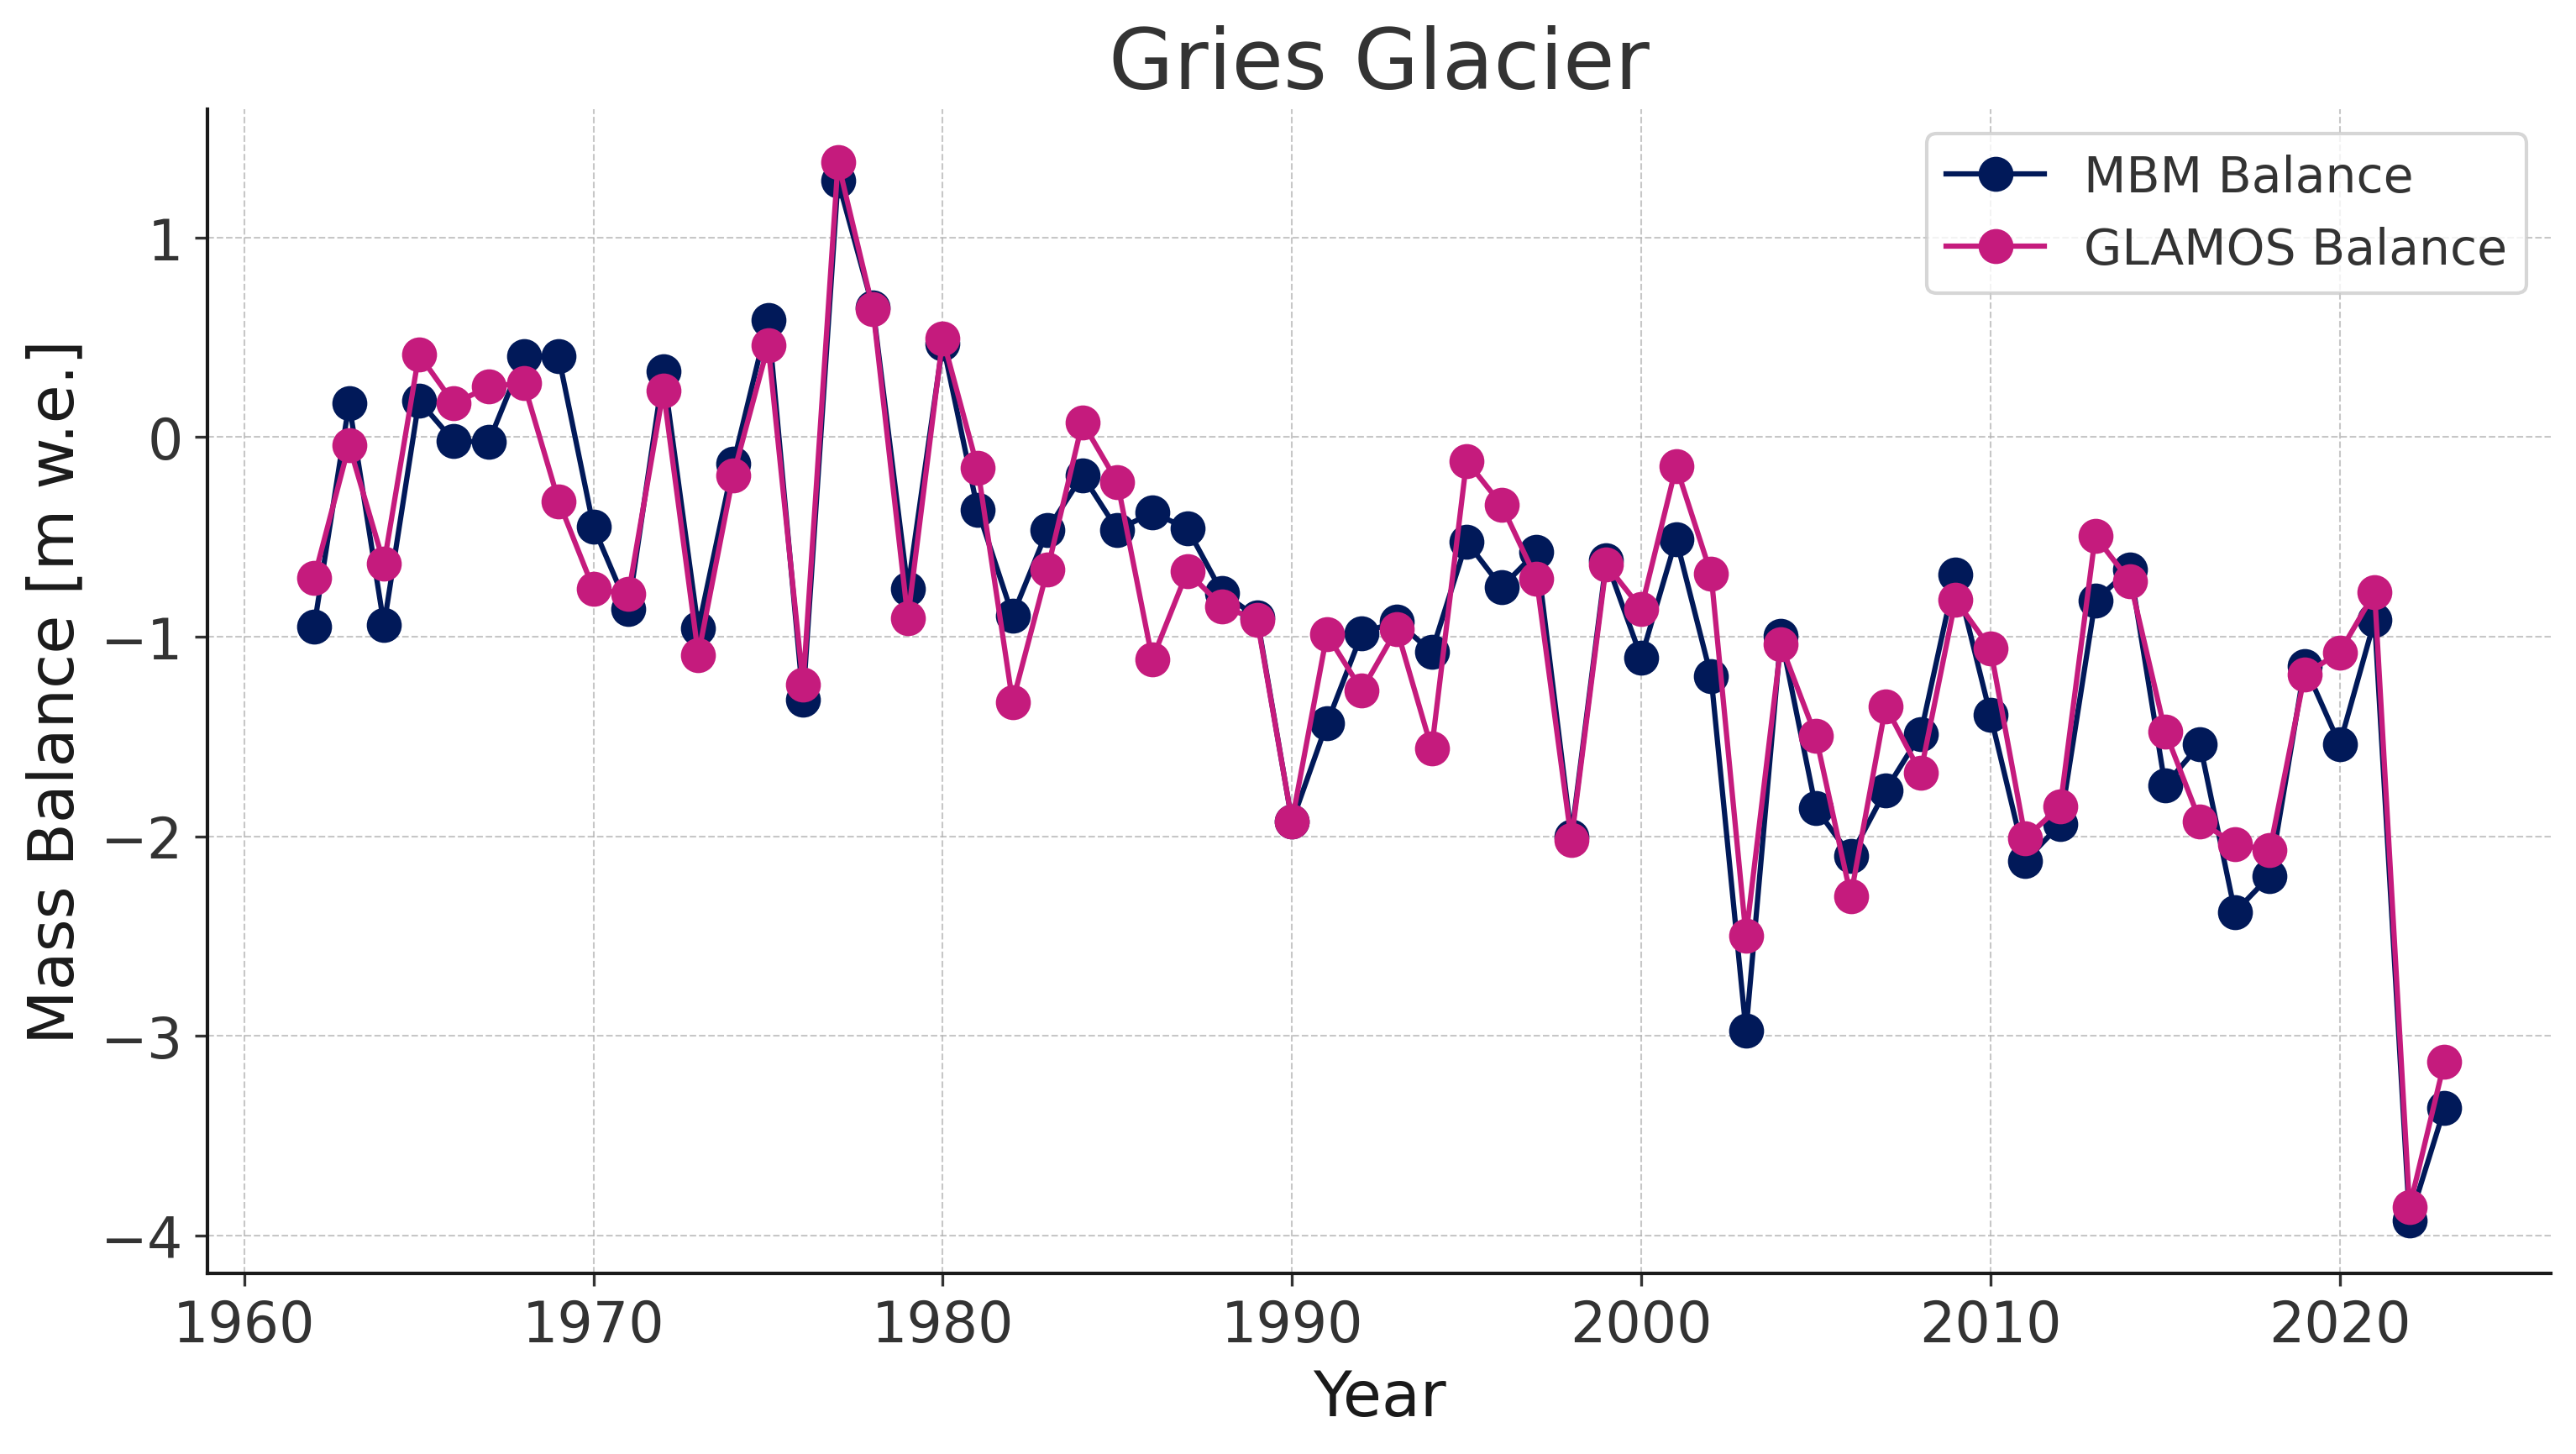 Gries Glacier
MBM Balance
GLAMOS Balance
Mass Balance [m w.e.]
1
0
−1
−2
−3
−4
1960 1970 1980 1990 2000 2010 2020
Year